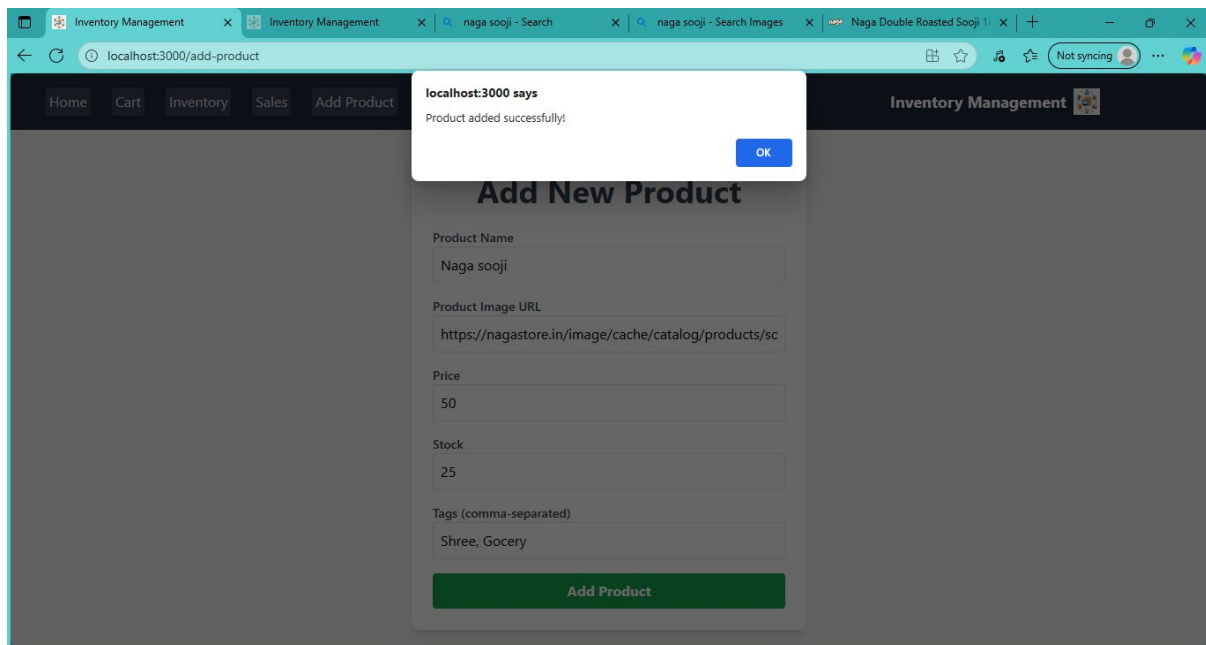 Inventory Management
Inventory Management
naga sooji - Search
naga sooji - Search Images
Naga Double Roasted Sooji
localhost:3000/add-product
Not syncing
Home Cart Inventory Sales Add Product
Inventory Management
localhost:3000 says
Product added successfully!
OK
Add New Product
Product Name
Naga sooji
Product Image URL
https://nagastore.in/image/cache/catalog/products/sc
Price
50
Stock
25
Tags (comma-separated)
Shree, Gocery
Add Product